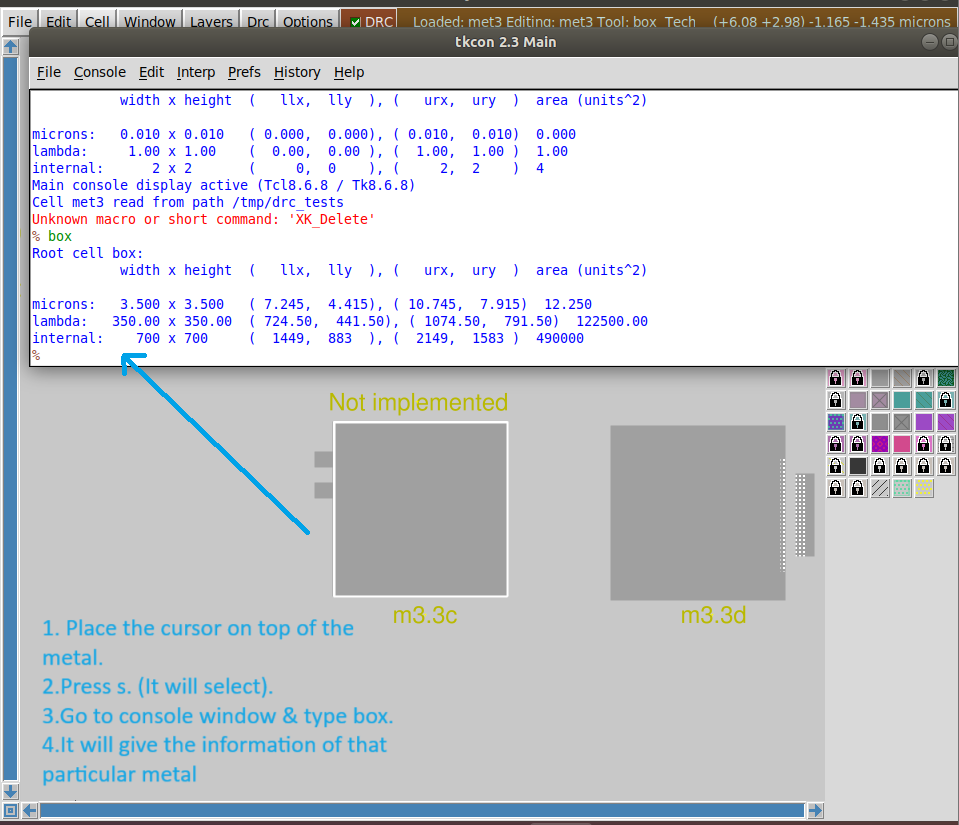 File Edit Cell Window Layers Drc Options DRC Loaded: met3 Editing: met3 Tool: box Tech (+6.08 +2.98) -1.165 -1.435 microns
tkcon 2.3 Main
File Console Edit Interp Prefs History Help
width x height ( llx, lly ), ( urx, ury ) area (units^2)
microns: 0.010 x 0.010 ( 0.000, 0.000), ( 0.010, 0.010) 0.000
lambda: 1.00 x 1.00 ( 0.00, 0.00 ), ( 1.00, 1.00 ) 1.00
internal: 2 x 2 ( 0, 0 ), ( 2, 2 ) 4
Main console display active (Tcl8.6.8 / Tk8.6.8)
Cell met3 read from path /tmp/drc_tests
Unknown macro or short command: 'XK_Delete'
% box
Root cell box:
width x height ( llx, lly ), ( urx, ury ) area (units^2)
microns: 3.500 x 3.500 ( 7.245, 4.415), ( 10.745, 7.915) 12.250
lambda: 350.00 x 350.00 ( 724.50, 441.50), ( 1074.50, 791.50) 122500.00
internal: 700 x 700 ( 1449, 883 ), ( 2149, 1583 ) 490000
%
Not implemented
m3.3c
m3.3d
1. Place the cursor on top of the
metal.
2.Press s. (It will select).
3.Go to console window & type box.
4.It will give the information of that
particular metal